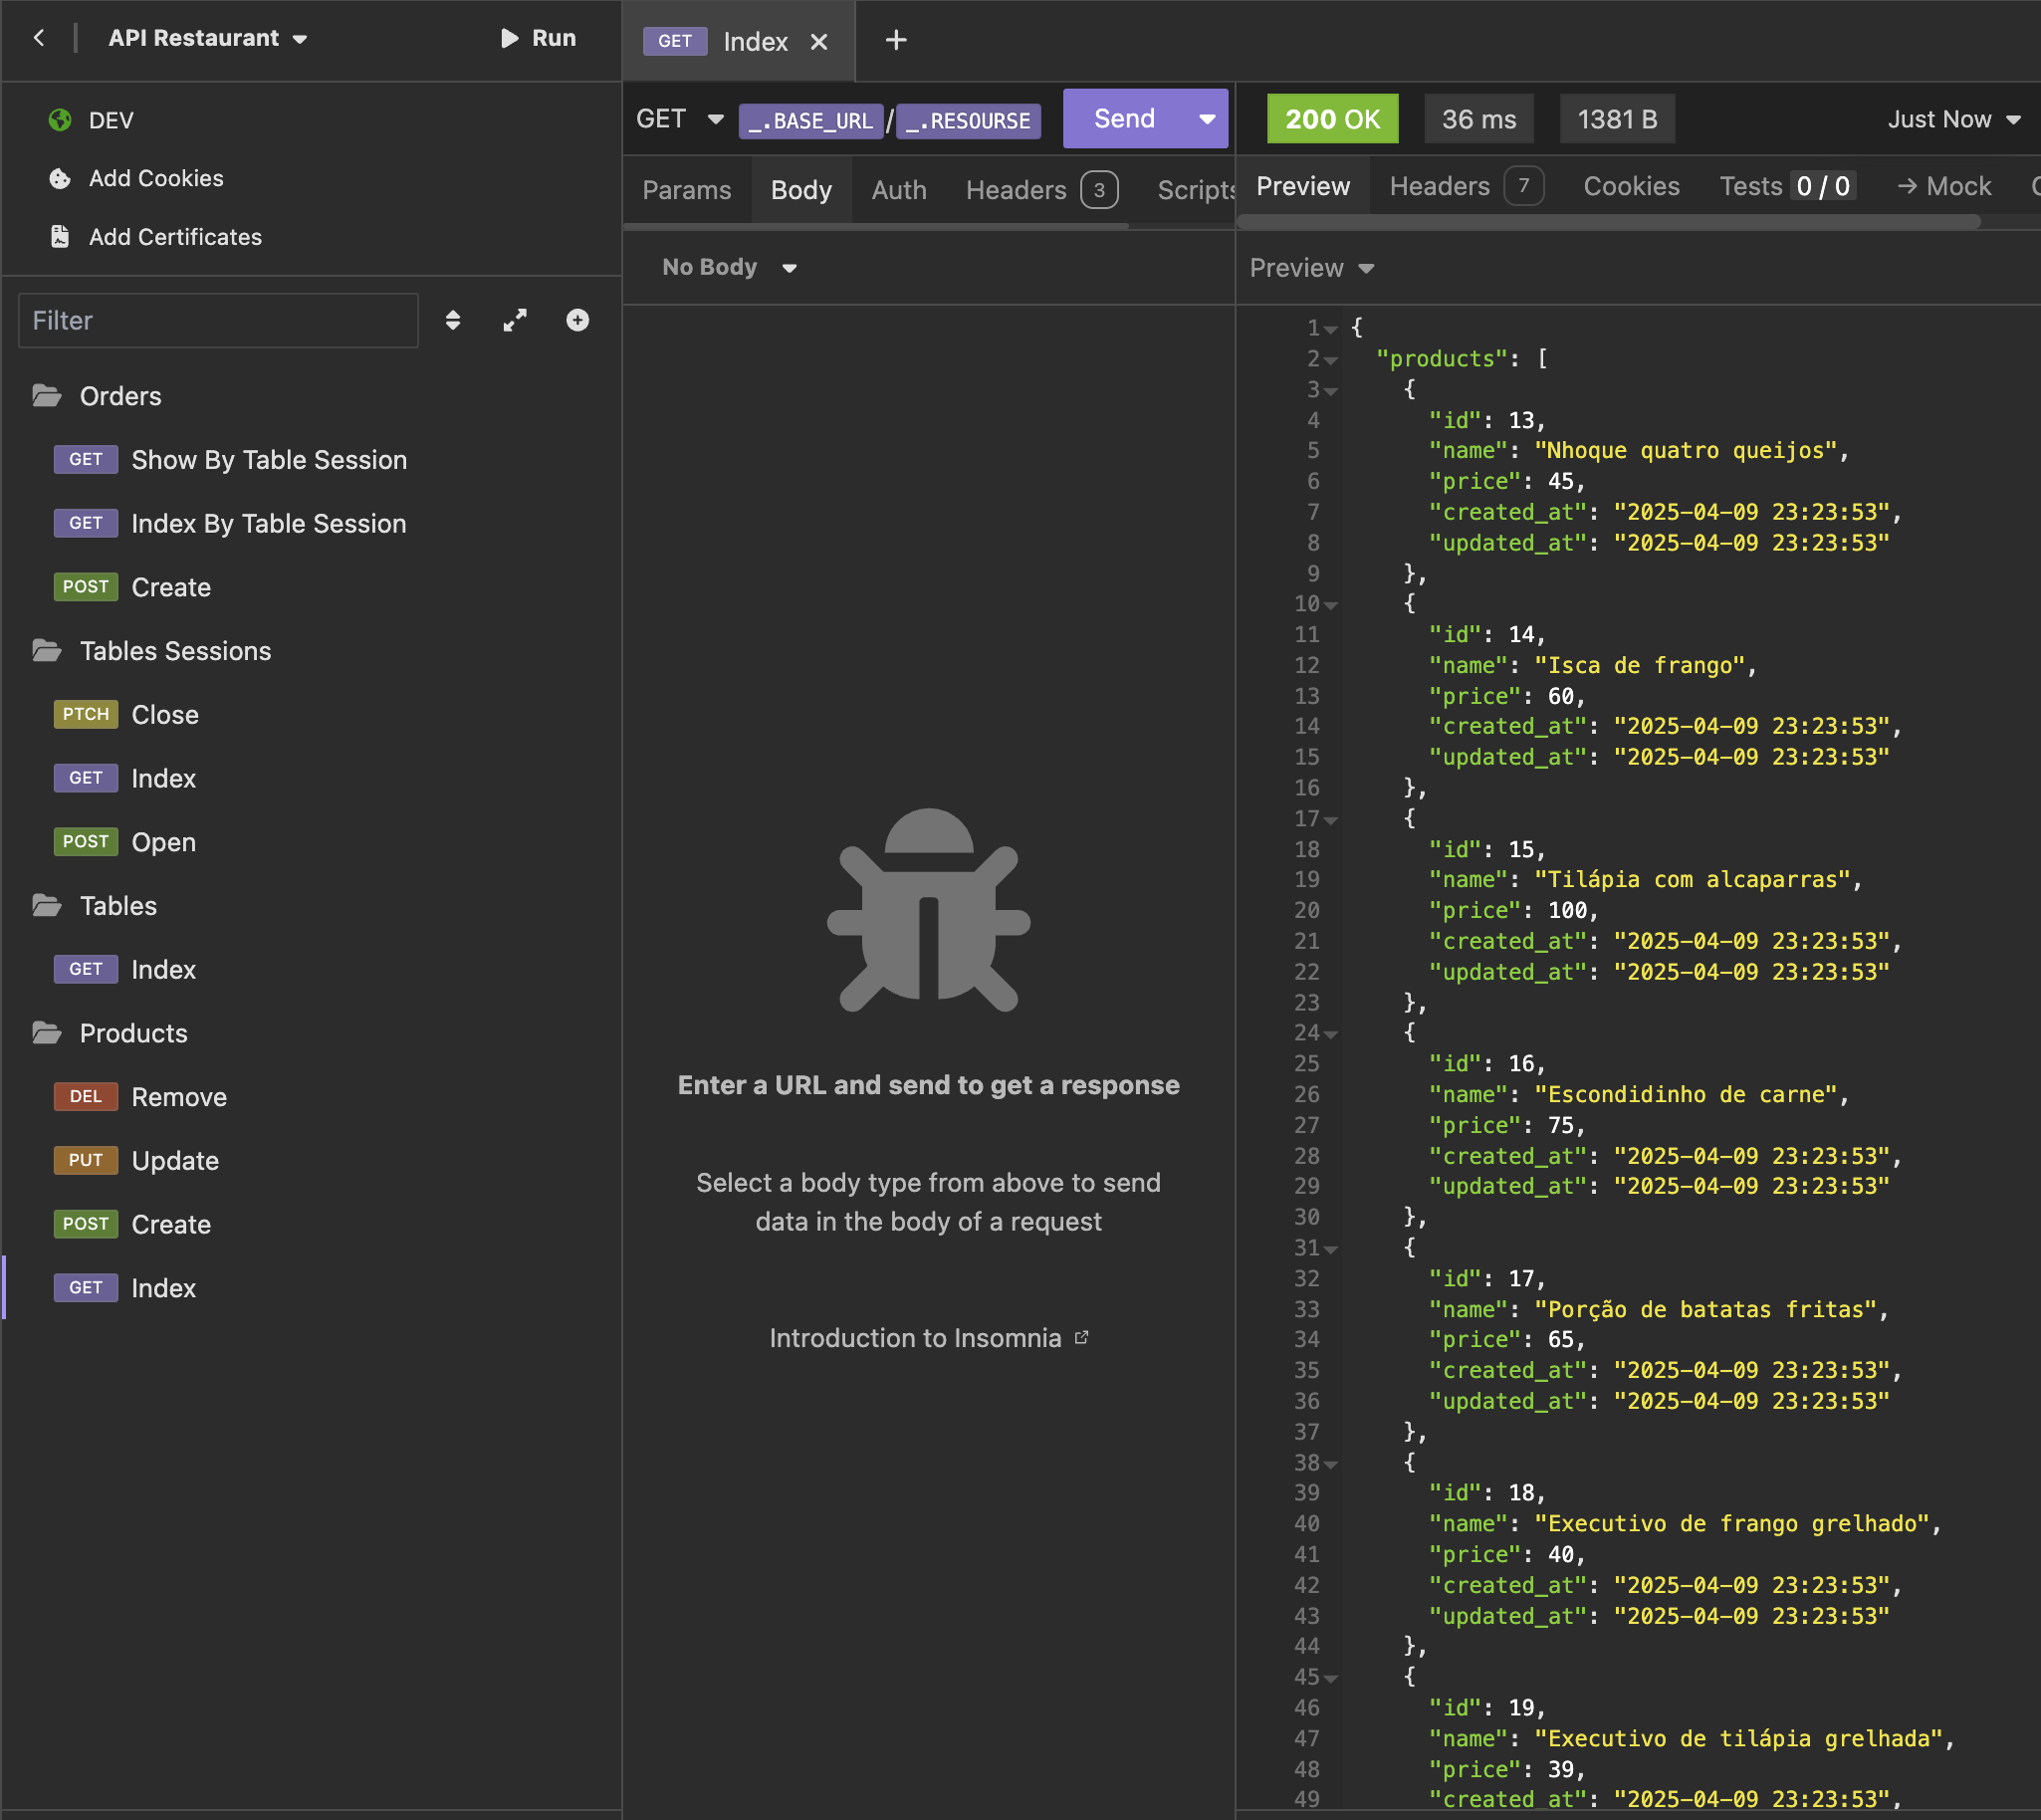 API Restaurant
Run
DEV
Add Cookies
Add Certificates
Filter
Orders
GET Show By Table Session
GET Index By Table Session
POST Create
Tables Sessions
PTCH Close
GET Index
POST Open
Tables
GET Index
Products
DEL Remove
PUT Update
POST Create
GET Index
GET Index
GET _.BASE_URL/_.RESOURSE Send
Params Body Auth Headers 3 Scripts
No Body
Enter a URL and send to get a response
Select a body type from above to send
data in the body of a request
Introduction to Insomnia
200 OK 36 ms 1381 B Just Now
Preview Headers 7 Cookies Tests 0 / 0 → Mock
Preview
1 {
2 "products": [
3 {
4 "id": 13,
5 "name": "Nhoque quatro queijos",
6 "price": 45,
7 "created_at": "2025-04-09 23:23:53",
8 "updated_at": "2025-04-09 23:23:53"
9 },
10 {
11 "id": 14,
12 "name": "Isca de frango",
13 "price": 60,
14 "created_at": "2025-04-09 23:23:53",
15 "updated_at": "2025-04-09 23:23:53"
16 },
17 {
18 "id": 15,
19 "name": "Tilápia com alcaparras",
20 "price": 100,
21 "created_at": "2025-04-09 23:23:53",
22 "updated_at": "2025-04-09 23:23:53"
23 },
24 {
25 "id": 16,
26 "name": "Escondidinho de carne",
27 "price": 75,
28 "created_at": "2025-04-09 23:23:53",
29 "updated_at": "2025-04-09 23:23:53"
30 },
31 {
32 "id": 17,
33 "name": "Porção de batatas fritas",
34 "price": 65,
35 "created_at": "2025-04-09 23:23:53",
36 "updated_at": "2025-04-09 23:23:53"
37 },
38 {
39 "id": 18,
40 "name": "Executivo de frango grelhado",
41 "price": 40,
42 "created_at": "2025-04-09 23:23:53",
43 "updated_at": "2025-04-09 23:23:53"
44 },
45 {
46 "id": 19,
47 "name": "Executivo de tilápia grelhada",
48 "price": 39,
49 "created_at": "2025-04-09 23:23:53",